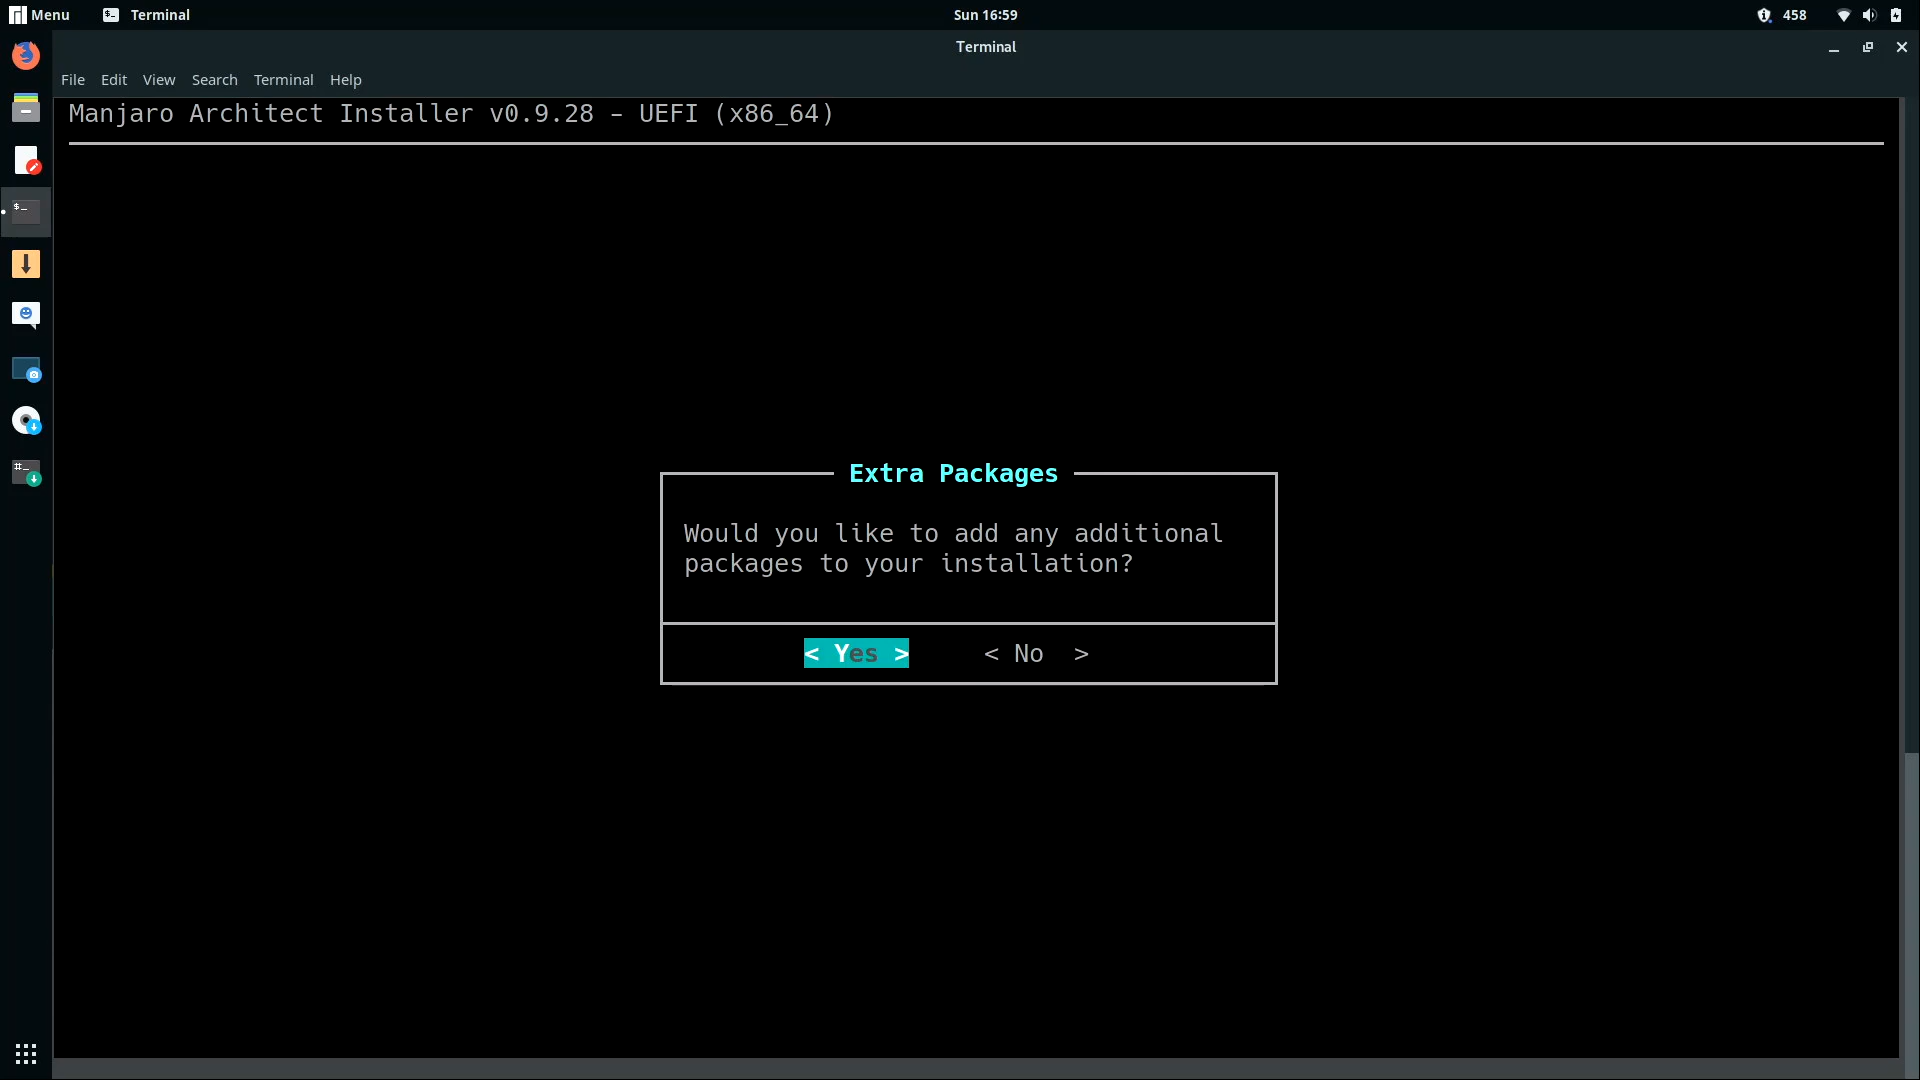 Menu Terminal Sun 16:59 458
Terminal
File Edit View Search Terminal Help
Manjaro Architect Installer v0.9.28 - UEFI (x86_64)
Extra Packages
Would you like to add any additional
packages to your installation?
< Yes > < No >